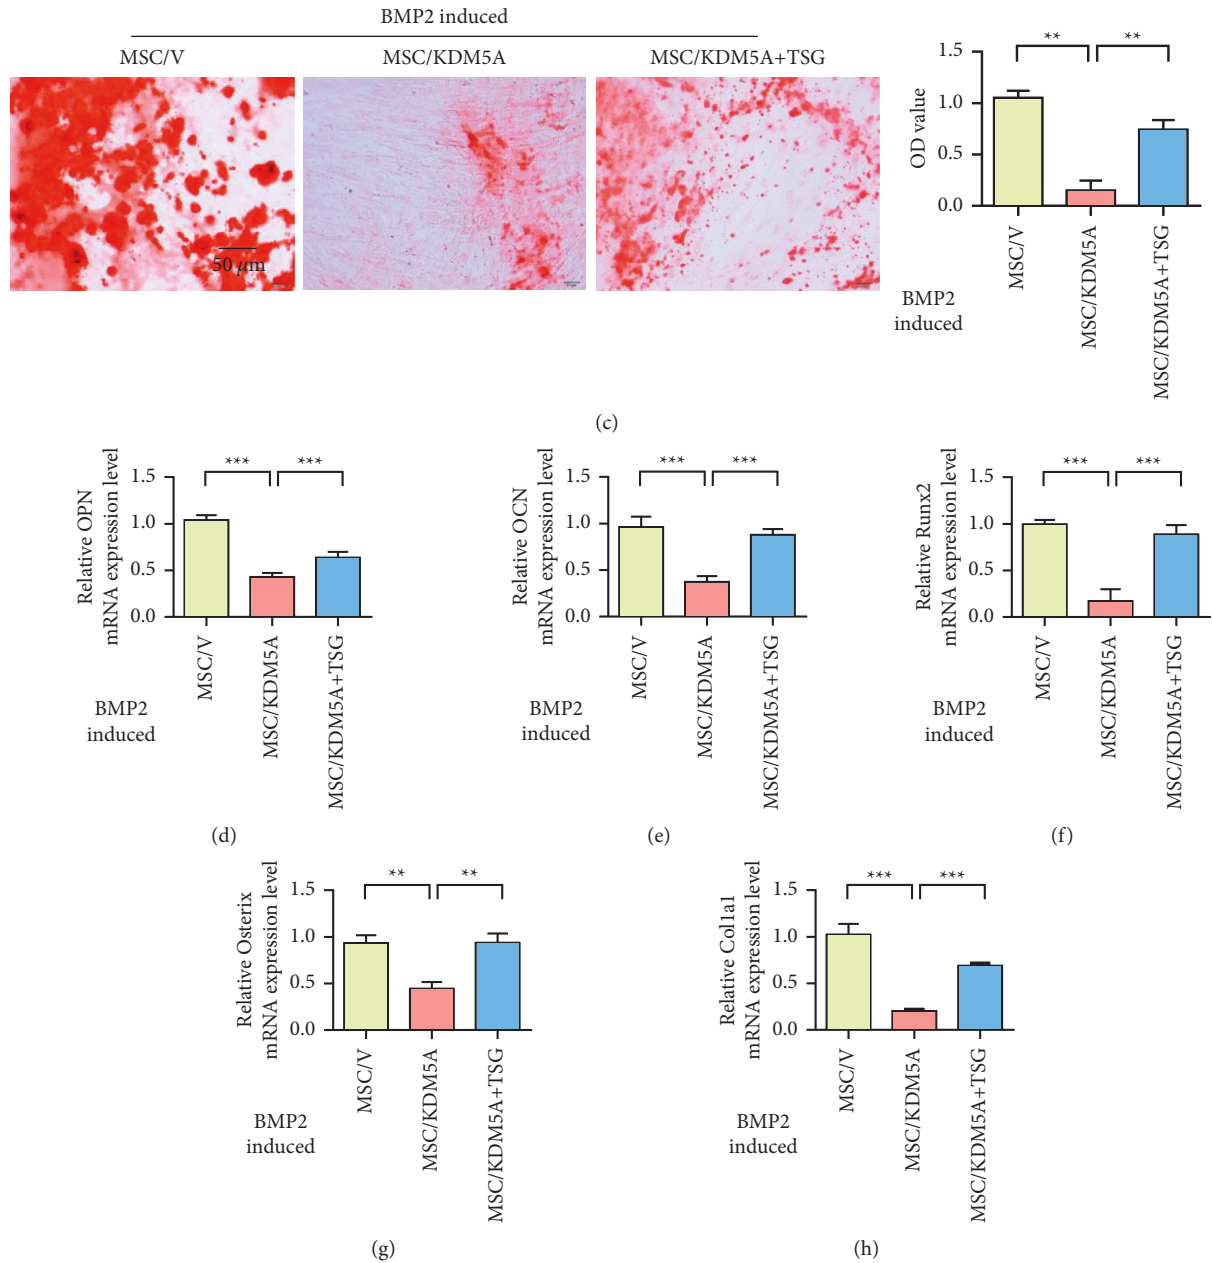 BMP2 induced
MSC/V
MSC/KDM5A
MSC/KDM5A+TSG
50 μm
**
**
OD value
1.5
1.0
0.5
0.0
BMP2
induced
MSC/V
MSC/KDM5A
MSC/KDM5A+TSG
(c)
Relative OPN
mRNA expression level
1.5
1.0
0.5
0.0
***
***
BMP2
induced
MSC/V
MSC/KDM5A
MSC/KDM5A+TSG
(d)
Relative OCN
mRNA expression level
1.5
1.0
0.5
0.0
***
***
BMP2
induced
MSC/V
MSC/KDM5A
MSC/KDM5A+TSG
(e)
Relative Runx2
mRNA expression level
1.5
1.0
0.5
0.0
***
***
BMP2
induced
MSC/V
MSC/KDM5A
MSC/KDM5A+TSG
(f)
Relative Osterix
mRNA expression level
1.5
1.0
0.5
0.0
**
**
BMP2
induced
MSC/V
MSC/KDM5A
MSC/KDM5A+TSG
(g)
Relative Col1a1
mRNA expression level
1.5
1.0
0.5
0.0
***
***
BMP2
induced
MSC/V
MSC/KDM5A
MSC/KDM5A+TSG
(h)